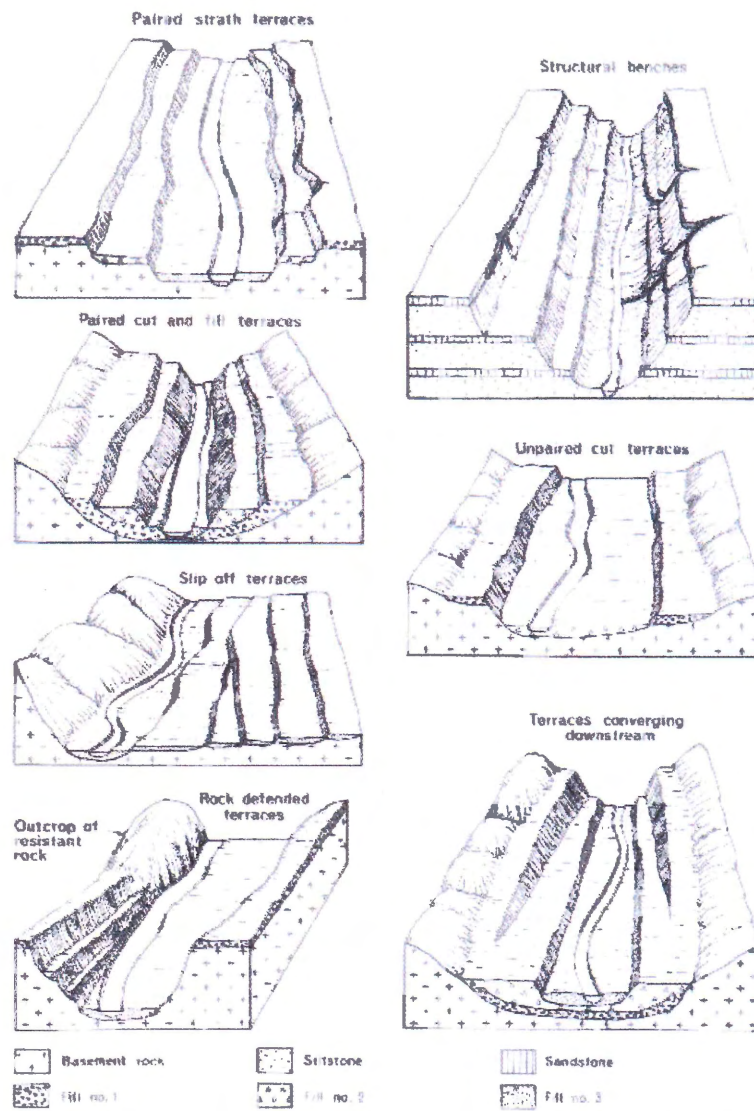 Paired strath terraces
Structural benches
Paired cut and fill terraces
Unpaired cut terraces
Slip off terraces
Terraces converging
downstream
Rock defended
terraces
Outcrop of
resistant
rock
Basement rock
Siltstone
Sandstone
Fill no. 1
Fill no. 2
Fill no. 3